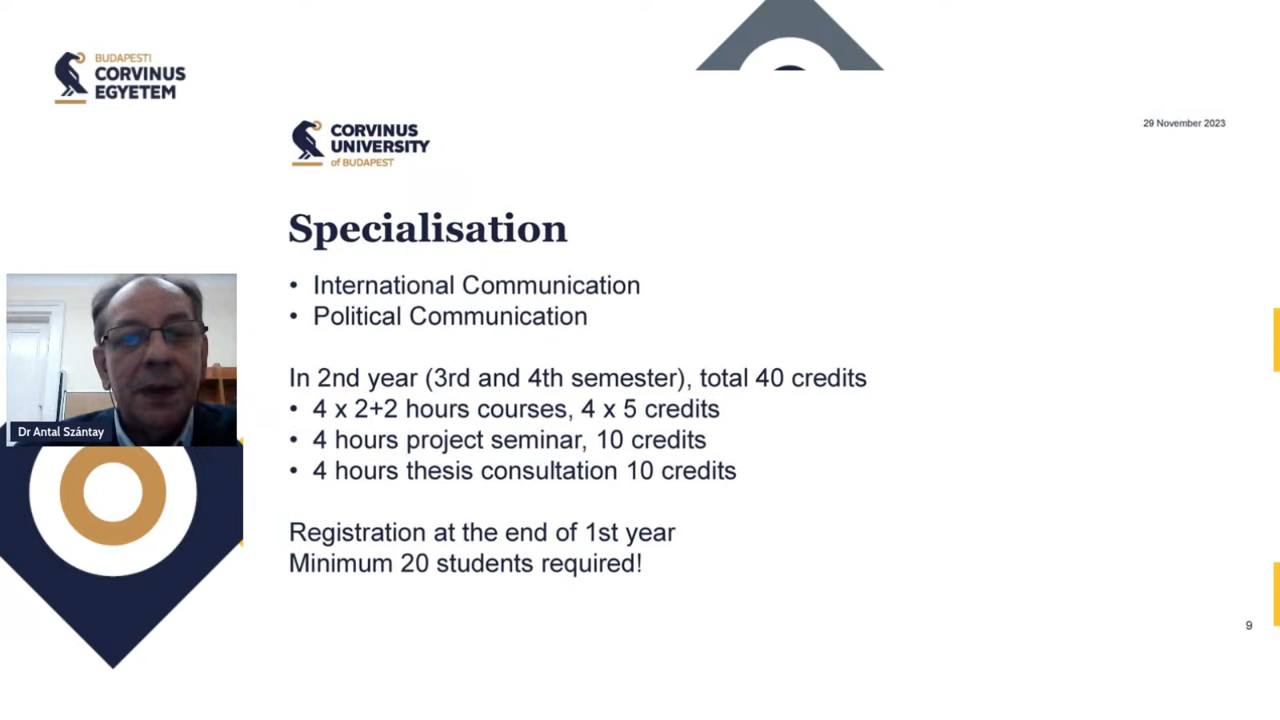 BUDAPESTI
CORVINUS
EGYETEM
CORVINUS
UNIVERSITY
of BUDAPEST
29 November 2023
Specialisation
• International Communication
• Political Communication
In 2nd year (3rd and 4th semester), total 40 credits
• 4 x 2+2 hours courses, 4 x 5 credits
• 4 hours project seminar, 10 credits
• 4 hours thesis consultation 10 credits
Registration at the end of 1st year
Minimum 20 students required!
Dr Antal Szántay
9